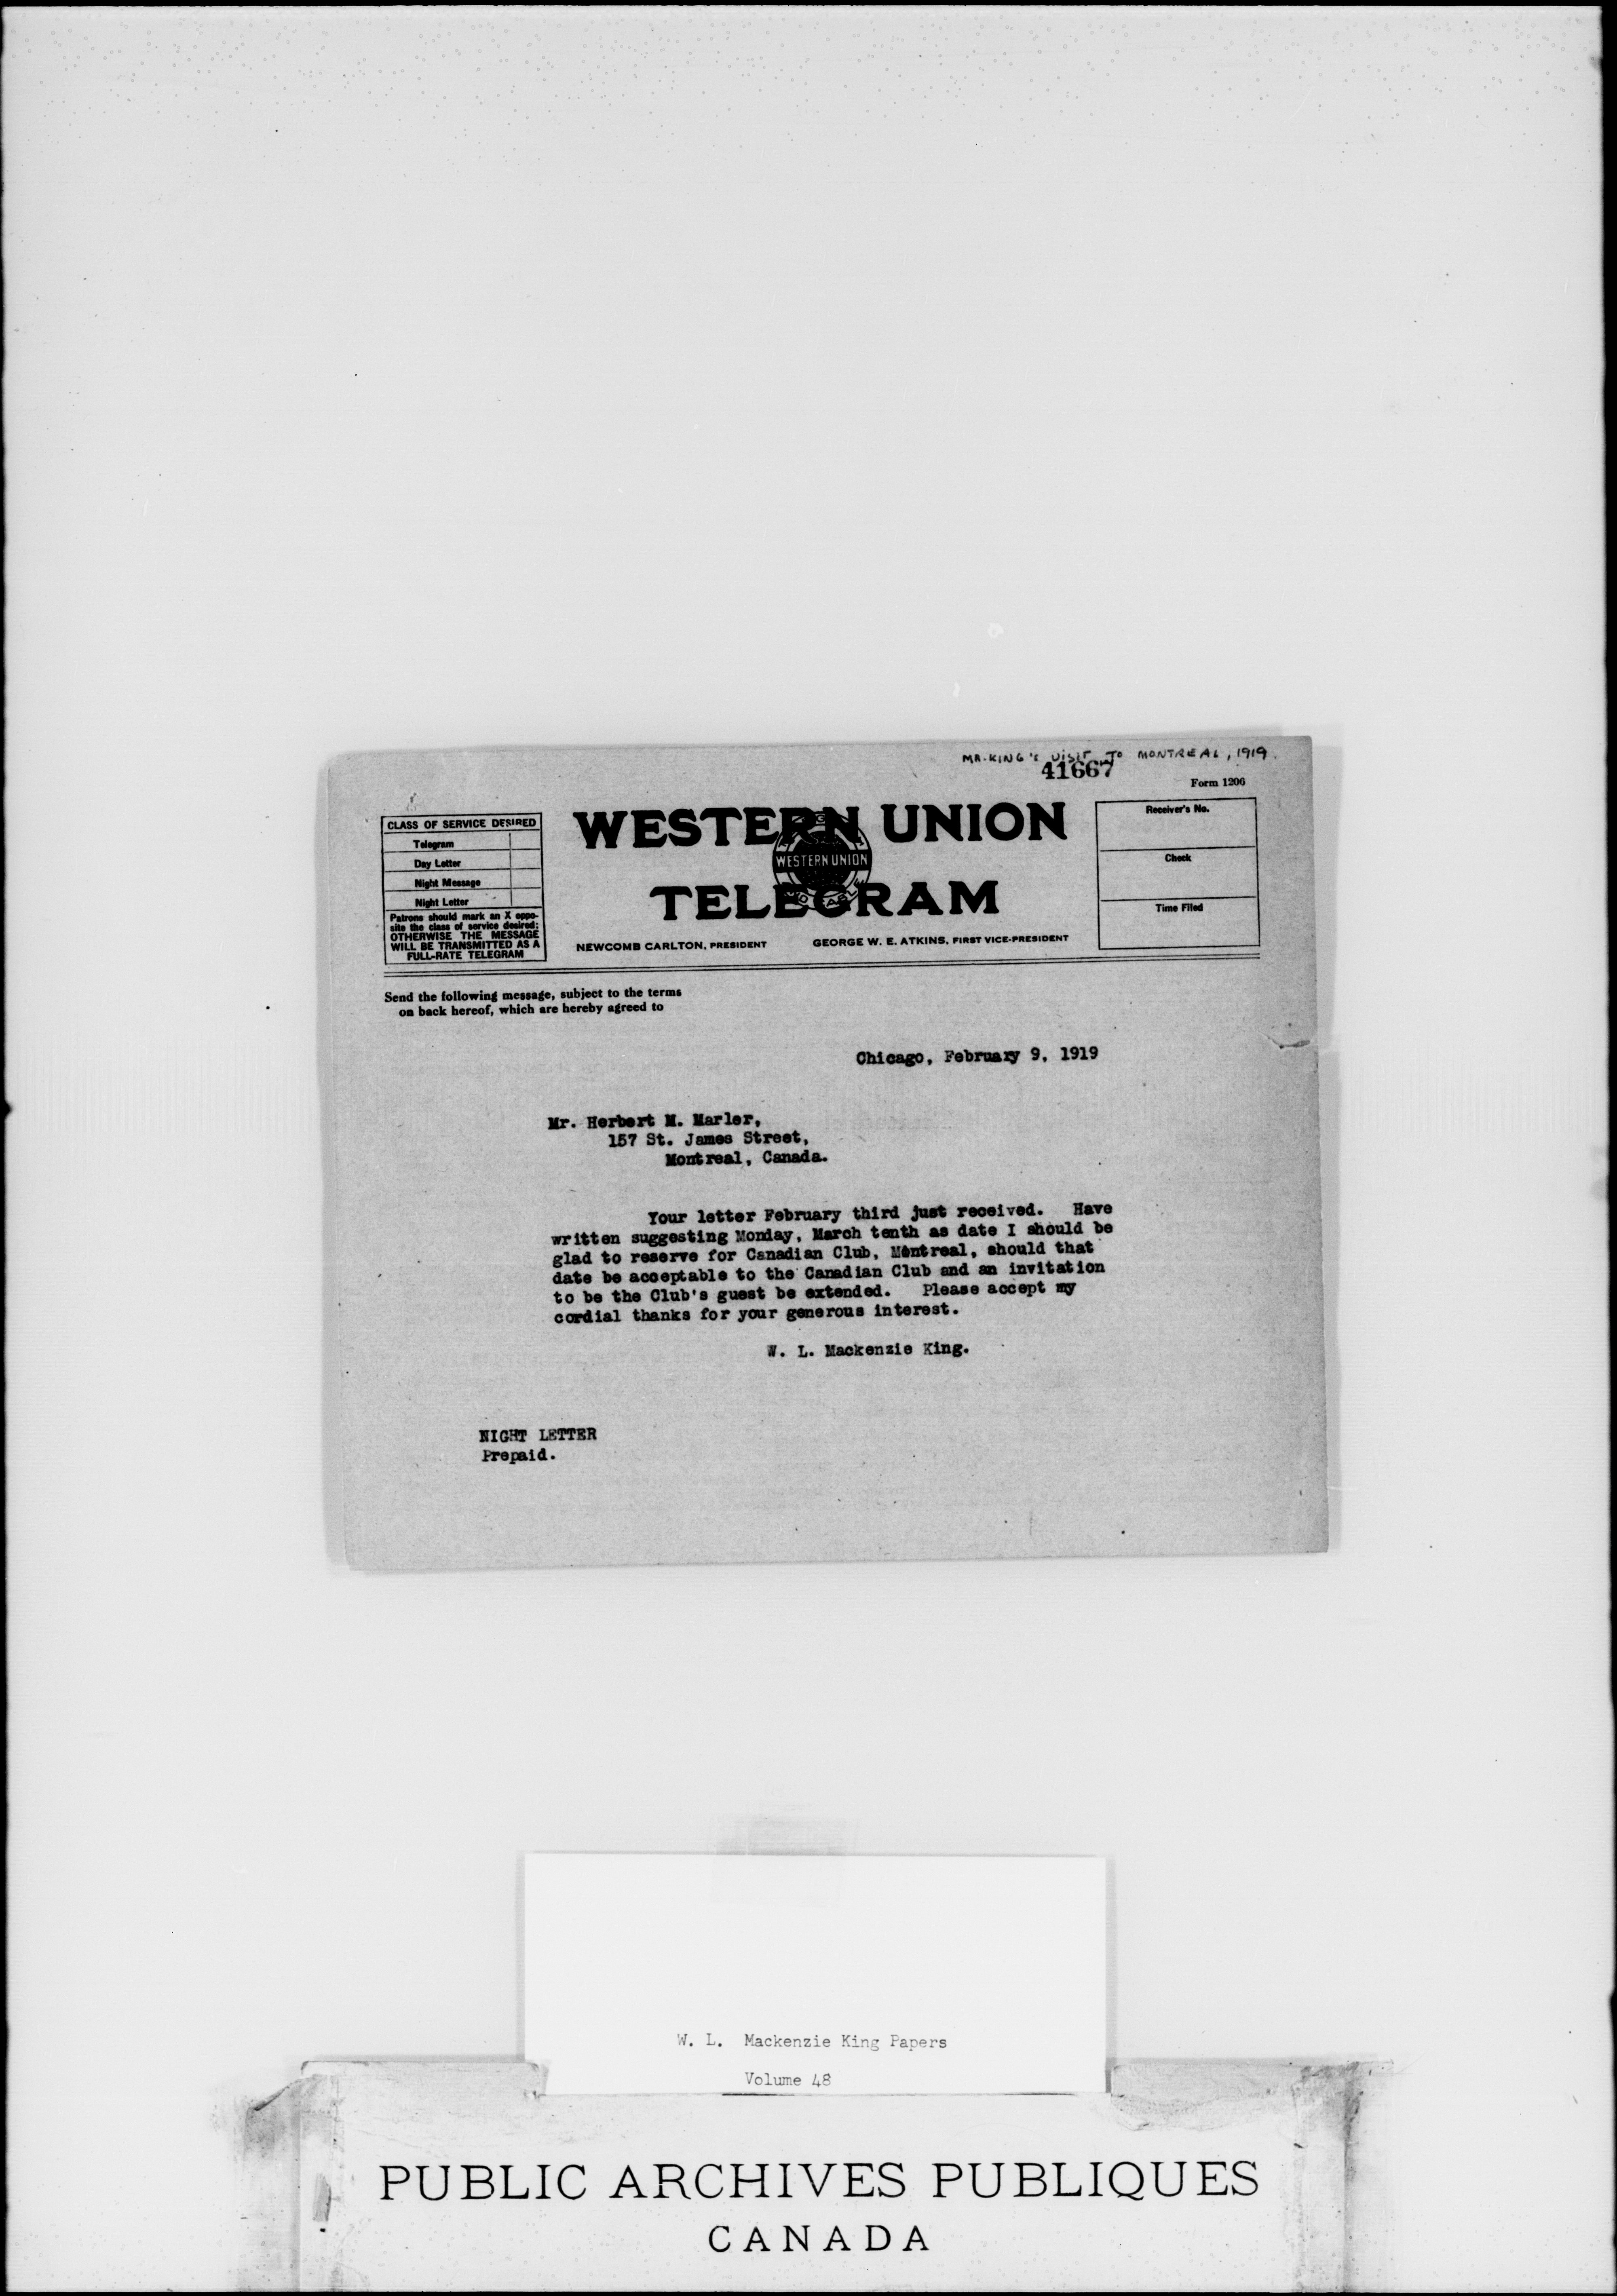 MR. KING'S VISIT TO MONTREAL, 1919.
41667
Form 1206
CLASS OF SERVICE DESIRED
Telegram
Day Letter
Night Message
Night Letter
Patrons should mark an X oppo-
site the class of service desired:
OTHERWISE THE MESSAGE
WILL BE TRANSMITTED AS A
FULL-RATE TELEGRAM
WESTERN UNION
WESTERN UNION
TELEGRAM
NEWCOMB CARLTON, PRESIDENT GEORGE W. E. ATKINS, FIRST VICE-PRESIDENT
Receiver's No.
Check
Time Filed
Send the following message, subject to the terms
on back hereof, which are hereby agreed to
Chicago, February 9, 1919
Mr. Herbert M. Marler,
157 St. James Street,
Montreal, Canada.
Your letter February third just received. Have
written suggesting Monday, March tenth as date I should be
glad to reserve for Canadian Club, Montreal, should that
date be acceptable to the Canadian Club and an invitation
to be the Club's guest be extended. Please accept my
cordial thanks for your generous interest.
W. L. Mackenzie King.
NIGHT LETTER
Prepaid.
W. L. Mackenzie King Papers
Volume 48
PUBLIC ARCHIVES PUBLIQUES
CANADA